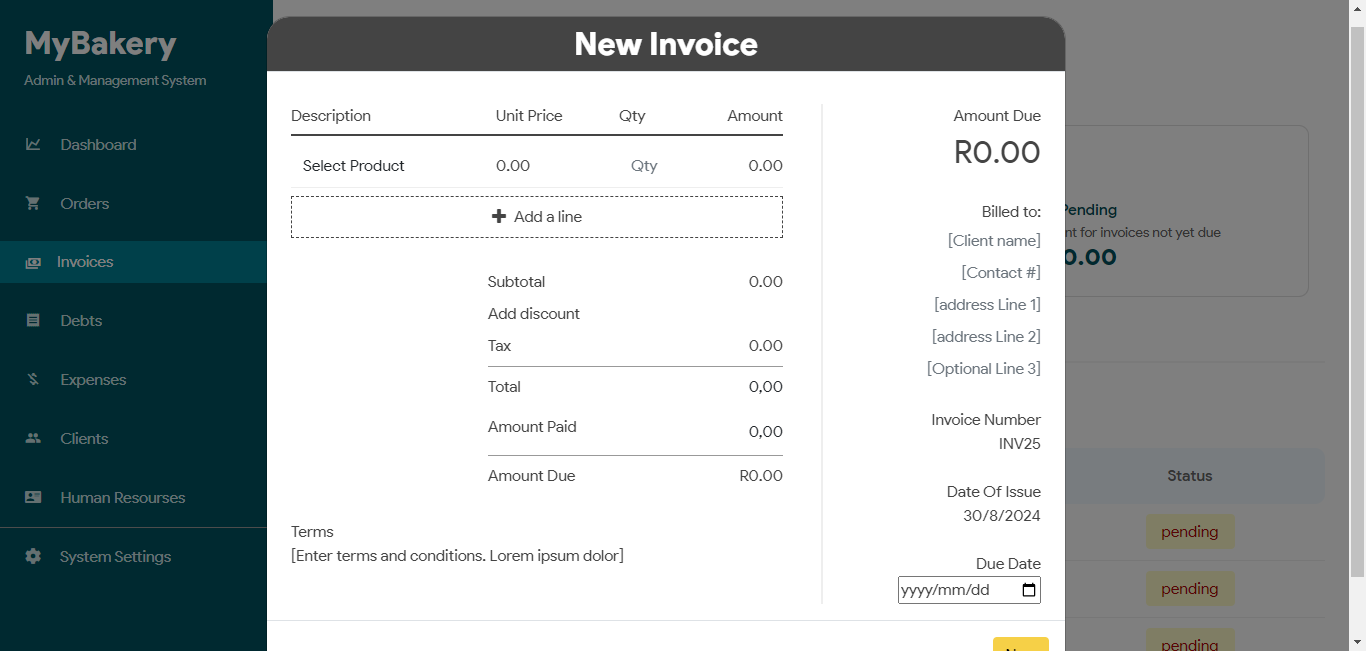 MyBakery
Admin & Management System
Dashboard
Orders
Invoices
Debts
Expenses
Clients
Human Resourses
System Settings
New Invoice
Description Unit Price Qty Amount
Select Product 0.00 Qty 0.00
Add a line
Subtotal 0.00
Add discount
Tax 0.00
Total 0,00
Amount Paid 0,00
Amount Due R0.00
Terms
[Enter terms and conditions. Lorem ipsum dolor]
Amount Due
R0.00
Billed to:
[Client name]
[Contact #]
[address Line 1]
[address Line 2]
[Optional Line 3]
Invoice Number
INV25
Date Of Issue
30/8/2024
Due Date
yyyy/mm/dd
Pending
for invoices not yet due
0.00
Status
pending
pending
pending